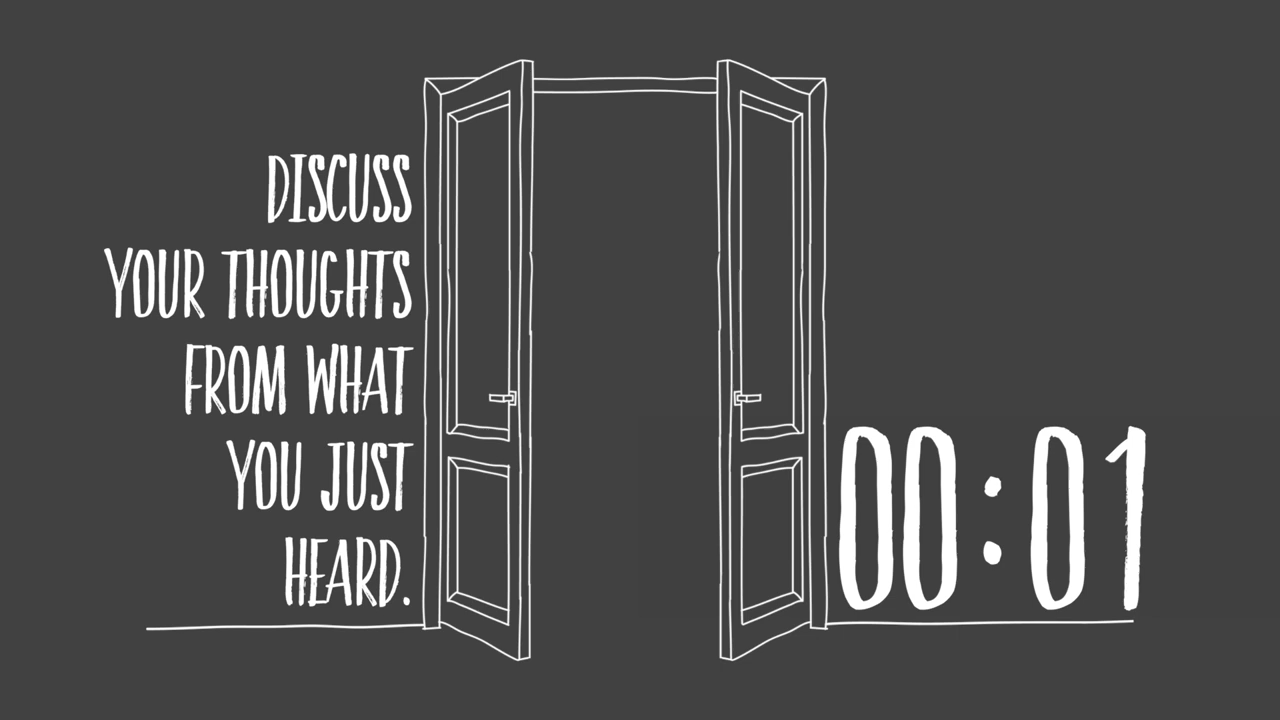 DISCUSS
YOUR THOUGHTS
FROM WHAT
YOU JUST
HEARD.
00:01